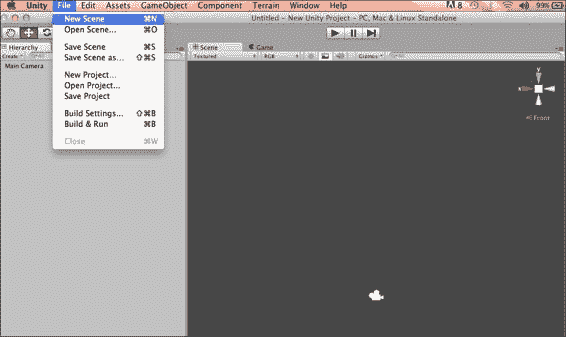 Unity File Edit Assets GameObject Component Terrain Window Help 99%
Untitled - New Unity Project - PC, Mac & Linux Standalone
New Scene ⌘N
Open Scene... ⌘O
Save Scene ⌘S
Save Scene as... ⇧⌘S
New Project...
Open Project...
Save Project
Build Settings... ⇧⌘B
Build & Run ⌘B
Close ⌘W
Hierarchy
Create
Main Camera
Scene Game
Textured RGB Gizmos
y
Front